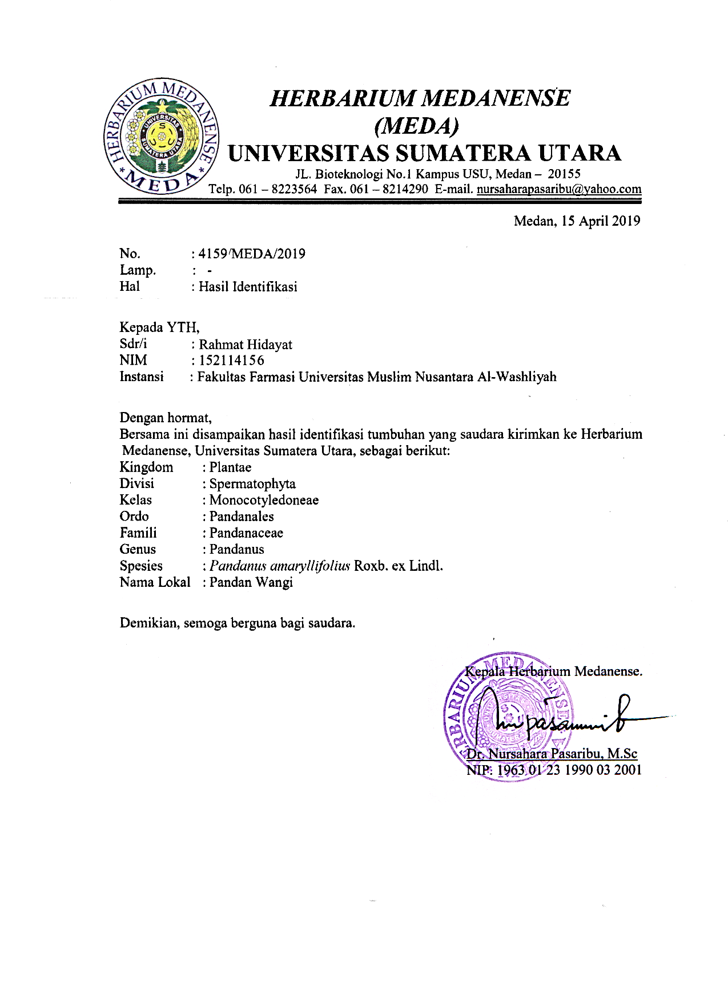 HERBARIUM MEDANENSE
* MEDA *
UNIVERSITAS
SUMATERA UTARA
HERBARIUM MEDANENSE
(MEDA)
UNIVERSITAS SUMATERA UTARA
JL. Bioteknologi No.1 Kampus USU, Medan – 20155
Telp. 061 – 8223564 Fax. 061 – 8214290 E-mail. nursaharapasaribu@yahoo.com
Medan, 15 April 2019
No. : 4159/MEDA/2019
Lamp. : -
Hal : Hasil Identifikasi
Kepada YTH,
Sdr/i : Rahmat Hidayat
NIM : 152114156
Instansi : Fakultas Farmasi Universitas Muslim Nusantara Al-Washliyah
Dengan hormat,
Bersama ini disampaikan hasil identifikasi tumbuhan yang saudara kirimkan ke Herbarium
Medanense, Universitas Sumatera Utara, sebagai berikut:
Kingdom : Plantae
Divisi : Spermatophyta
Kelas : Monocotyledoneae
Ordo : Pandanales
Famili : Pandanaceae
Genus : Pandanus
Spesies : Pandanus amaryllifolius Roxb. ex Lindl.
Nama Lokal : Pandan Wangi
Demikian, semoga berguna bagi saudara.
Kepala Herbarium Medanense.
Dr. Nursahara Pasaribu, M.Sc
NIP: 1963 01 23 1990 03 2001